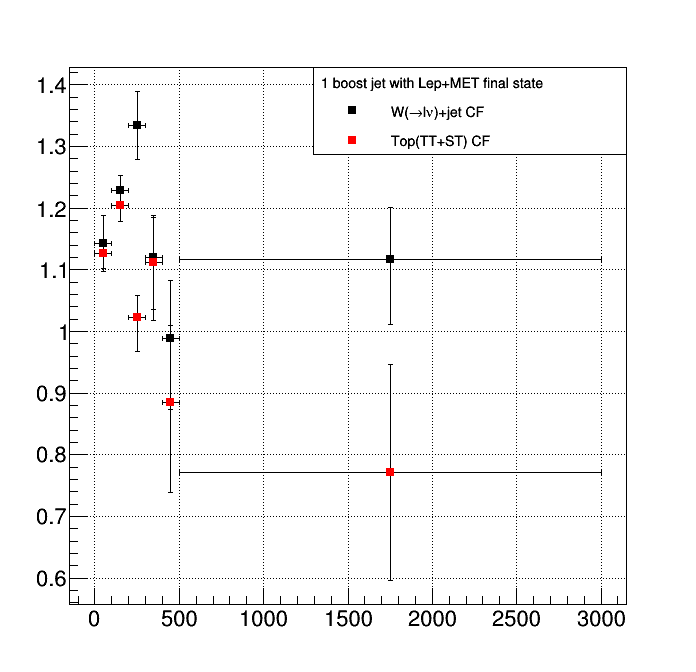 1 boost jet with Lep+MET final state
W(→lν)+jet CF
Top(TT+ST) CF
1.4
1.3
1.2
1.1
1
0.9
0.8
0.7
0.6
0 500 1000 1500 2000 2500 3000